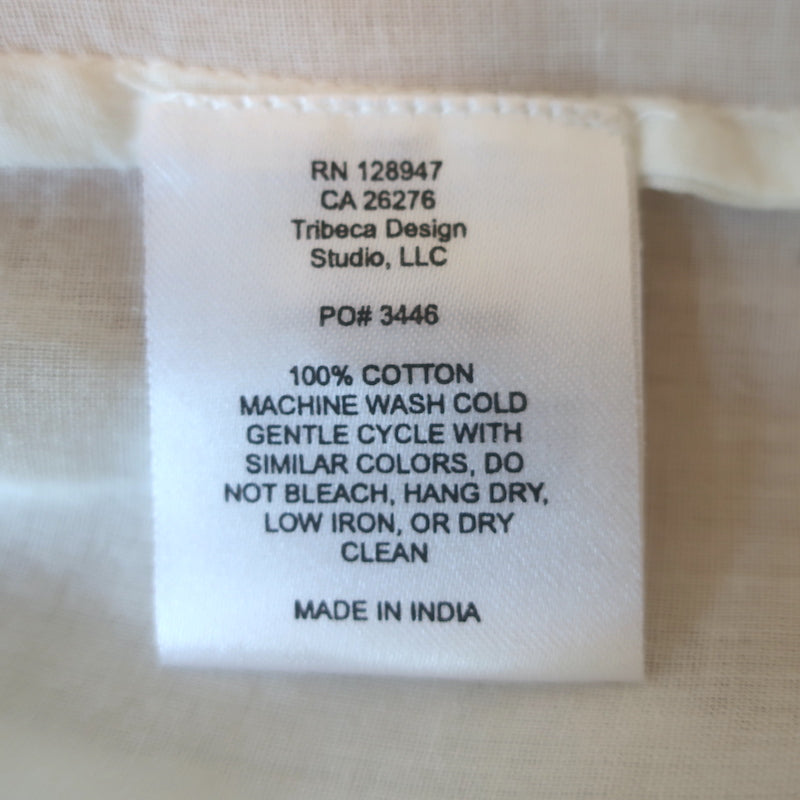 RN 128947
CA 26276
Tribeca Design
Studio, LLC
PO# 3446
100% COTTON
MACHINE WASH COLD
GENTLE CYCLE WITH
SIMILAR COLORS, DO
NOT BLEACH, HANG DRY,
LOW IRON, OR DRY
CLEAN
MADE IN INDIA